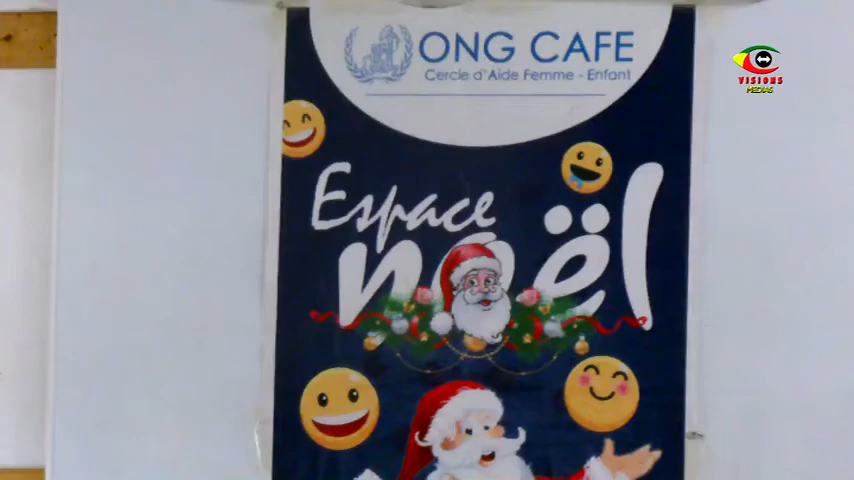 ONG CAFE
Cercle d'Aide Femme - Enfant
Espace
noël
VISIONS
MEDIAS